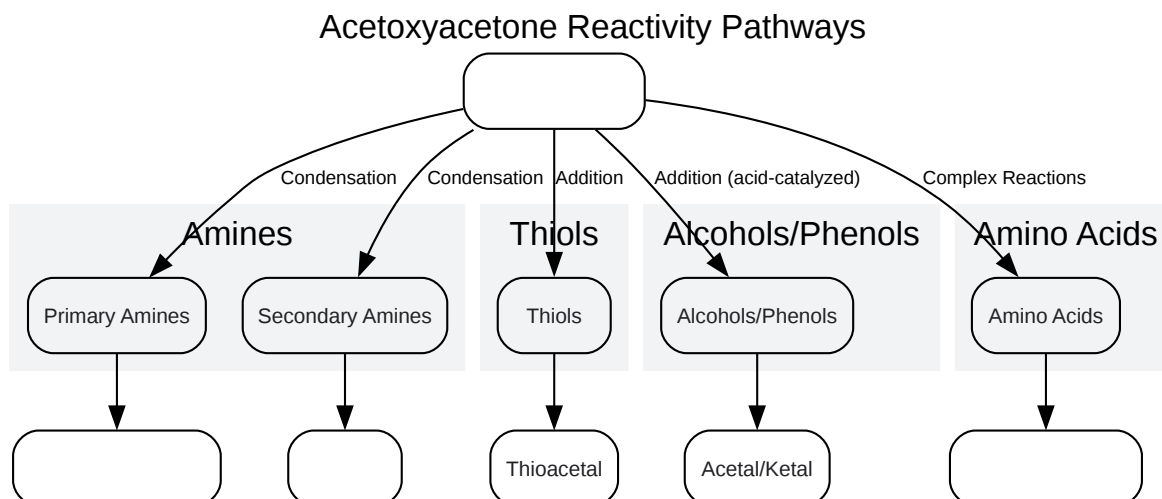 Acetoxyacetone Reactivity Pathways
Condensation
Condensation
Addition
Addition (acid-catalyzed)
Complex Reactions
Amines
Thiols
Alcohols/Phenols
Amino Acids
Primary Amines
Secondary Amines
Thiols
Alcohols/Phenols
Amino Acids
Thioacetal
Acetal/Ketal